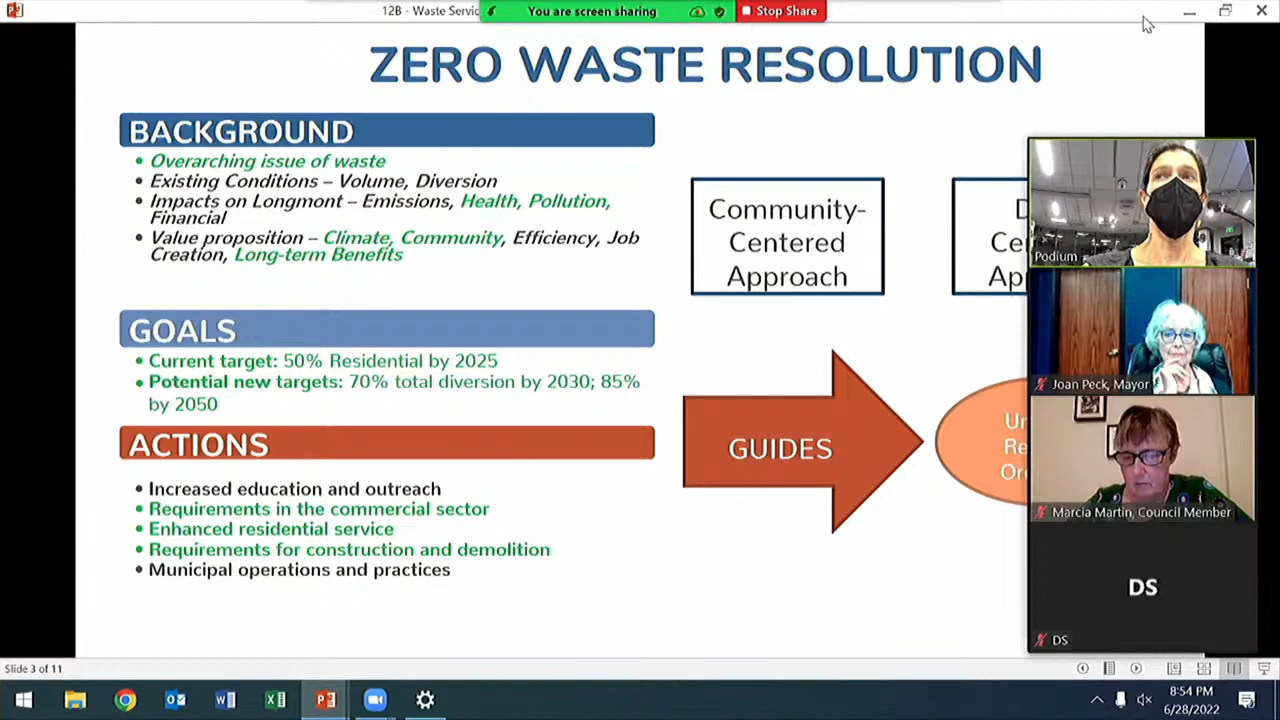 12B - Waste Servic
You are screen sharing
Stop Share
ZERO WASTE RESOLUTION
BACKGROUND
• Overarching issue of waste
• Existing Conditions – Volume, Diversion
• Impacts on Longmont – Emissions, Health, Pollution,
Financial
• Value proposition – Climate, Community, Efficiency, Job
Creation, Long-term Benefits
GOALS
• Current target: 50% Residential by 2025
• Potential new targets: 70% total diversion by 2030; 85%
by 2050
ACTIONS
• Increased education and outreach
• Requirements in the commercial sector
• Enhanced residential service
• Requirements for construction and demolition
• Municipal operations and practices
Community-
Centered
Approach
D
Cen
Ap
GUIDES
Un
Re
Or
Podium
Joan Peck, Mayor
Marcia Martin, Council Member
DS
DS
Slide 3 of 11
8:54 PM
6/28/2022